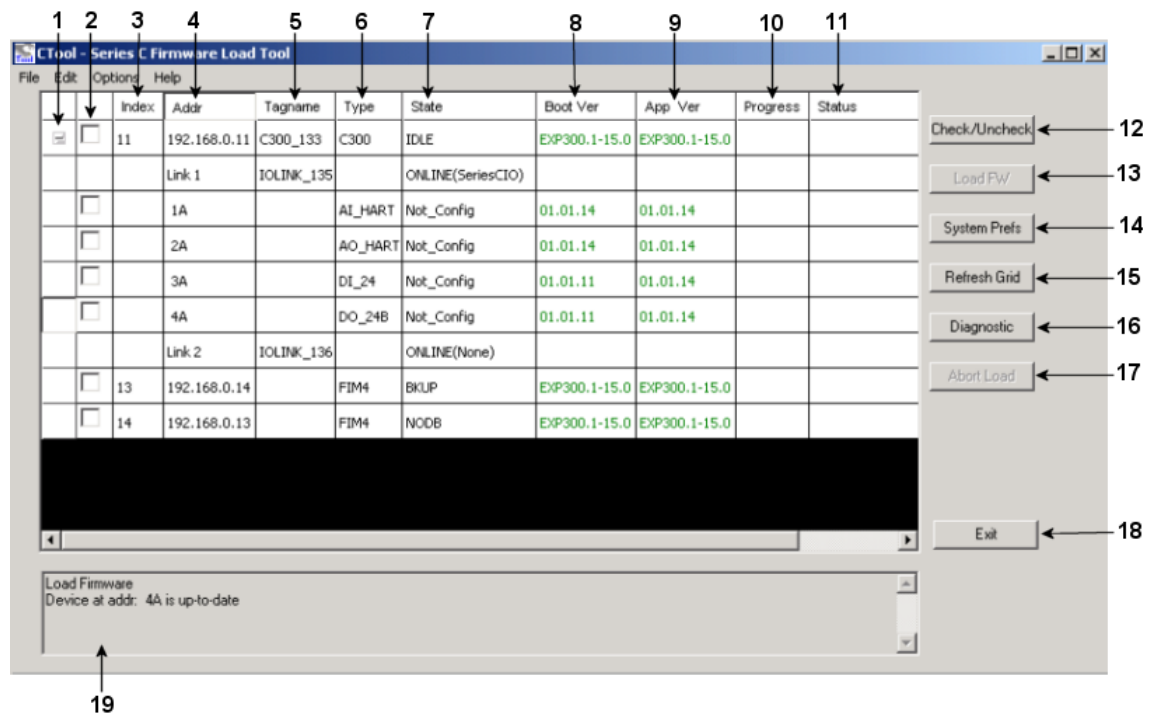 1 2 3 4 5 6 7 8 9 10 11
CTool - Series C Firmware Load Tool
File Edit Options Help
Index Addr Tagname Type State Boot Ver App Ver Progress Status
11 192.168.0.11 C300_133 C300 IDLE EXP300.1-15.0 EXP300.1-15.0
Link 1 IOLINK_135 ONLINE(SeriesCIO)
1A AI_HART Not_Config 01.01.14 01.01.14
2A AO_HART Not_Config 01.01.14 01.01.14
3A DI_24 Not_Config 01.01.11 01.01.14
4A DO_24B Not_Config 01.01.11 01.01.14
Link 2 IOLINK_136 ONLINE(None)
13 192.168.0.14 FIM4 BKUP EXP300.1-15.0 EXP300.1-15.0
14 192.168.0.13 FIM4 NODB EXP300.1-15.0 EXP300.1-15.0
Check/Uncheck 12
Load FW 13
System Prefs 14
Refresh Grid 15
Diagnostic 16
Abort Load 17
Exit 18
Load Firmware
Device at addr: 4A is up-to-date
19